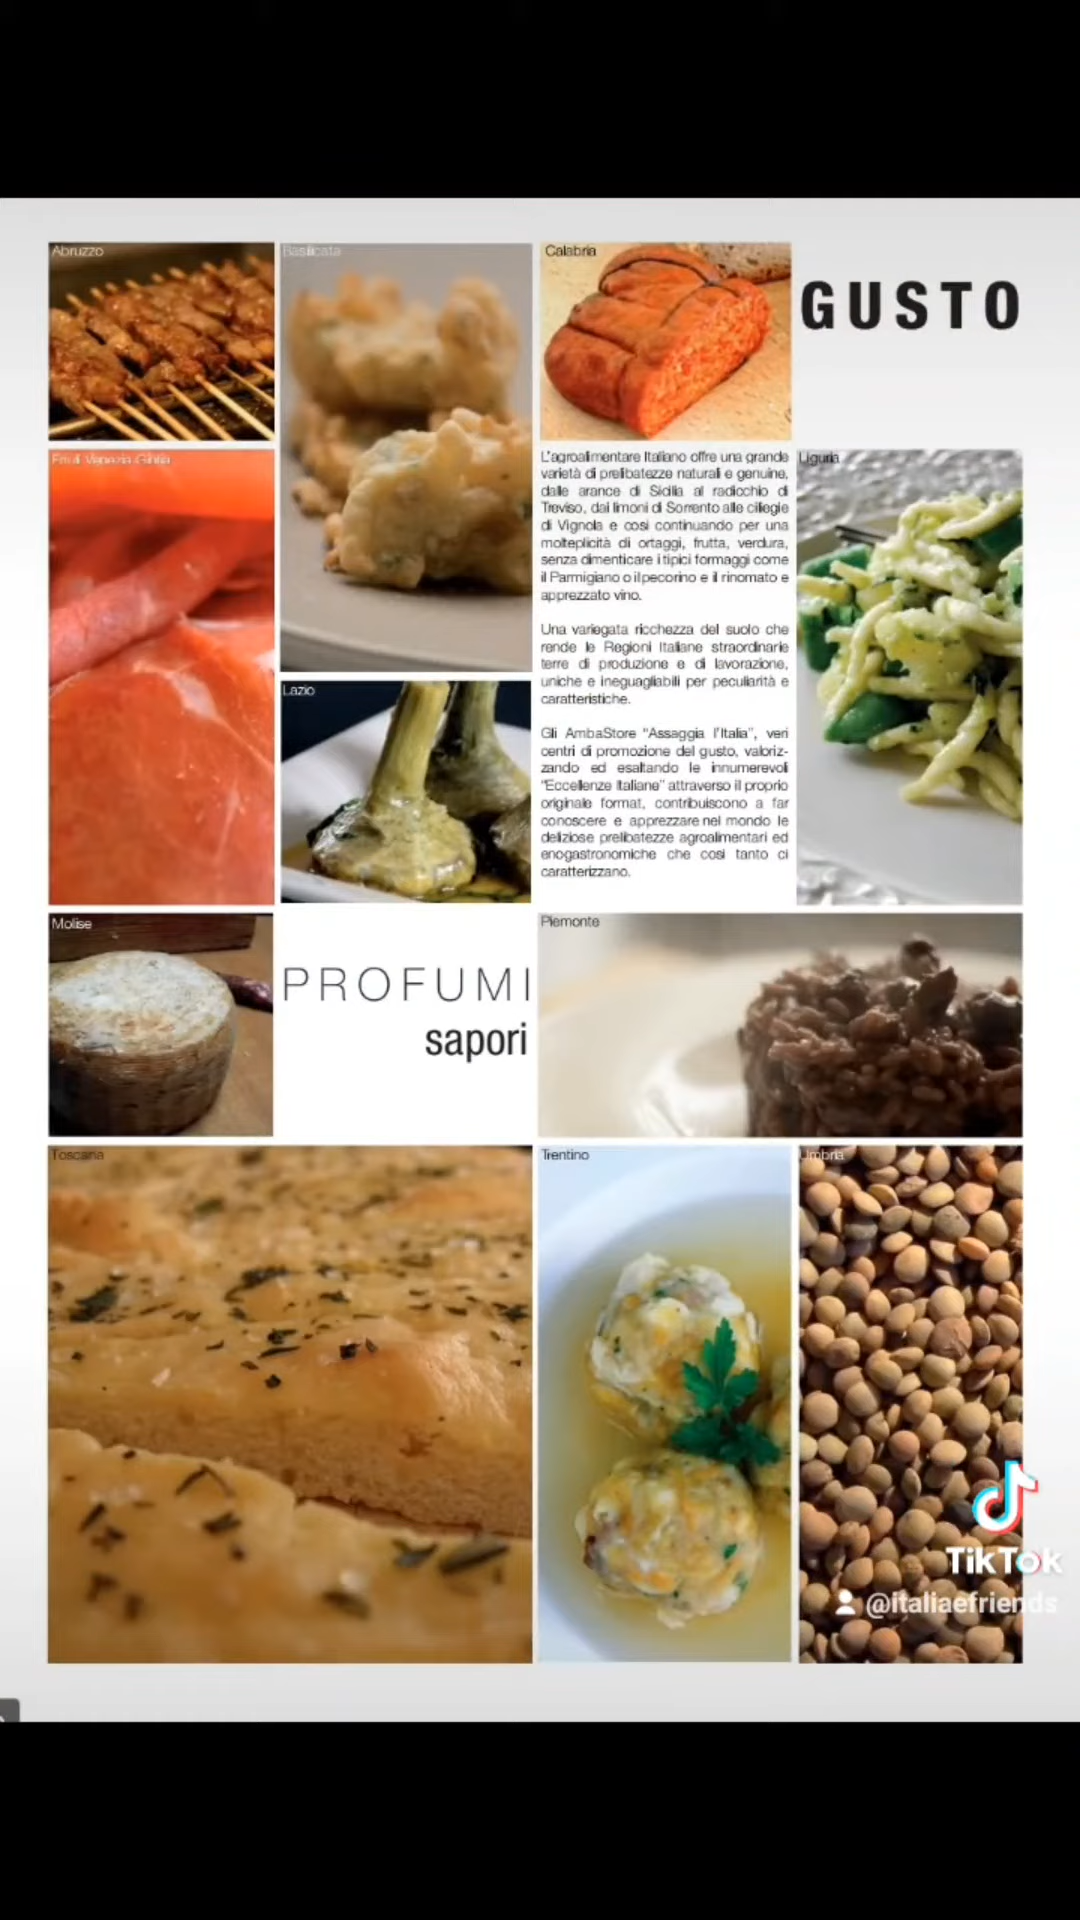 Abruzzo
Basilicata
Calabria
GUSTO
Friuli Venezia Giulia
L'agroalimentare Italiano offre una grande
varietà di prelibatezze naturali e genuine,
dalle arance di Sicilia al radicchio di
Treviso, dai limoni di Sorrento alle ciliegie
di Vignola e cosi continuando per una
molteplicità di ortaggi, frutta, verdura,
senza dimenticare i tipici formaggi come
il Parmigiano o il pecorino e il rinomato e
apprezzato vino.
Una variegata ricchezza del suolo che
rende le Regioni Italiane straordinarie
terre di produzione e di lavorazione,
uniche e ineguagliabili per peculiarità e
caratteristiche.
Gli AmbaStore "Assaggia l'Italia", veri
centri di promozione del gusto, valoriz-
zando ed esaltando le innumerevoli
"Eccellenze Italiane" attraverso il proprio
originale format, contribuiscono a far
conoscere e apprezzare nel mondo le
deliziose prelibatezze agroalimentari ed
enogastronomiche che cosi tanto ci
caratterizzano.
Liguria
Lazio
Molise
PROFUMI
sapori
Piemonte
Toscana
Trentino
Umbria
TikTok
@italiaefriends